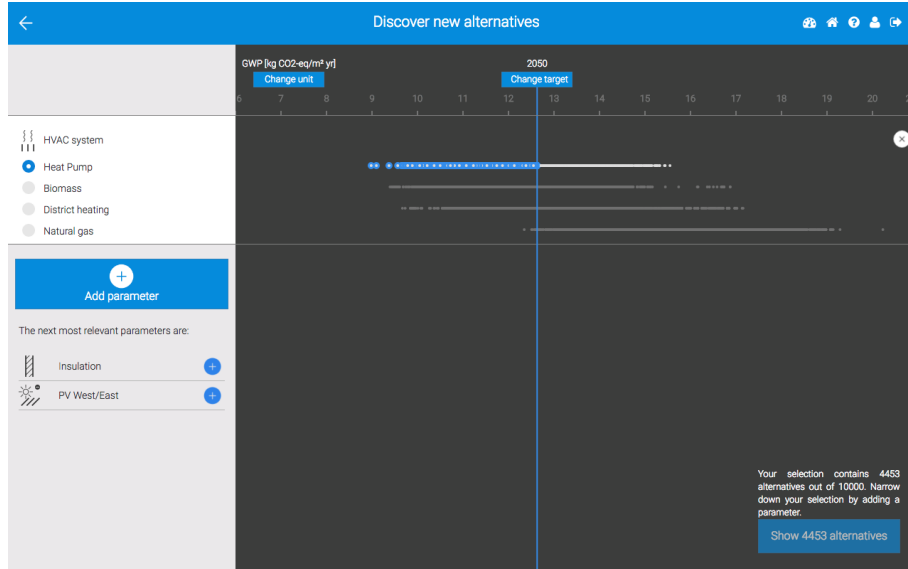 Discover new alternatives
GWP [kg CO2-eq/m² yr]
2050
Change unit
Change target
6 7 8 9 10 11 12 13 14 15 16 17 18 19 20
HVAC system
Heat Pump
Biomass
District heating
Natural gas
Add parameter
The next most relevant parameters are:
Insulation
PV West/East
Your selection contains 4453
alternatives out of 10000. Narrow
down your selection by adding a
parameter.
Show 4453 alternatives